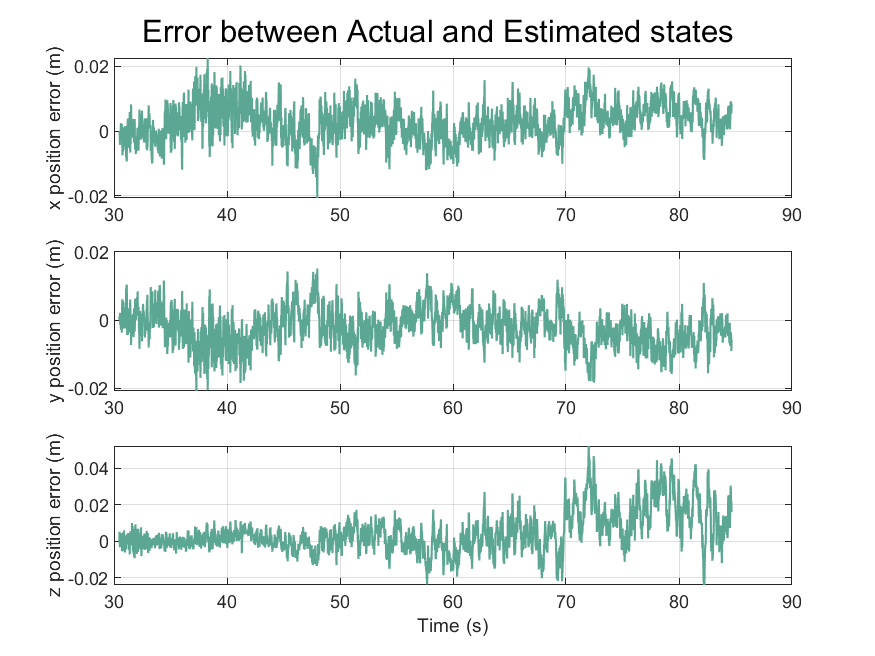 Error between Actual and Estimated states
x position error (m)
0.02
0
-0.02
30 40 50 60 70 80 90
y position error (m)
0.02
0
-0.02
30 40 50 60 70 80 90
z position error (m)
0.04
0.02
0
-0.02
30 40 50 60 70 80 90
Time (s)